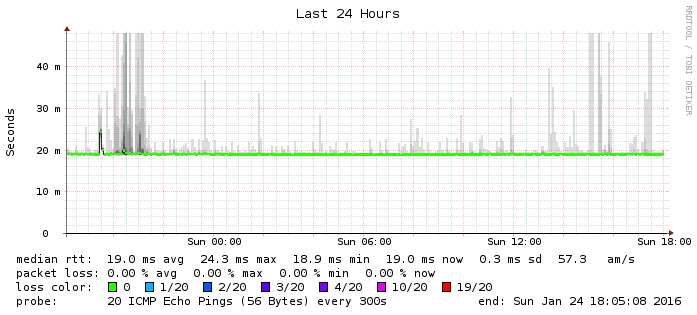 Last 24 Hours
RRDTOOL / TOBI OETIKER
Seconds
40 m
30 m
20 m
10 m
0
Sun 00:00 Sun 06:00 Sun 12:00 Sun 18:00
median rtt: 19.0 ms avg 24.3 ms max 18.9 ms min 19.0 ms now 0.3 ms sd 57.3 am/s
packet loss: 0.00 % avg 0.00 % max 0.00 % min 0.00 % now
loss color: 0 1/20 2/20 3/20 4/20 10/20 19/20
probe: 20 ICMP Echo Pings (56 Bytes) every 300s end: Sun Jan 24 18:05:08 2016